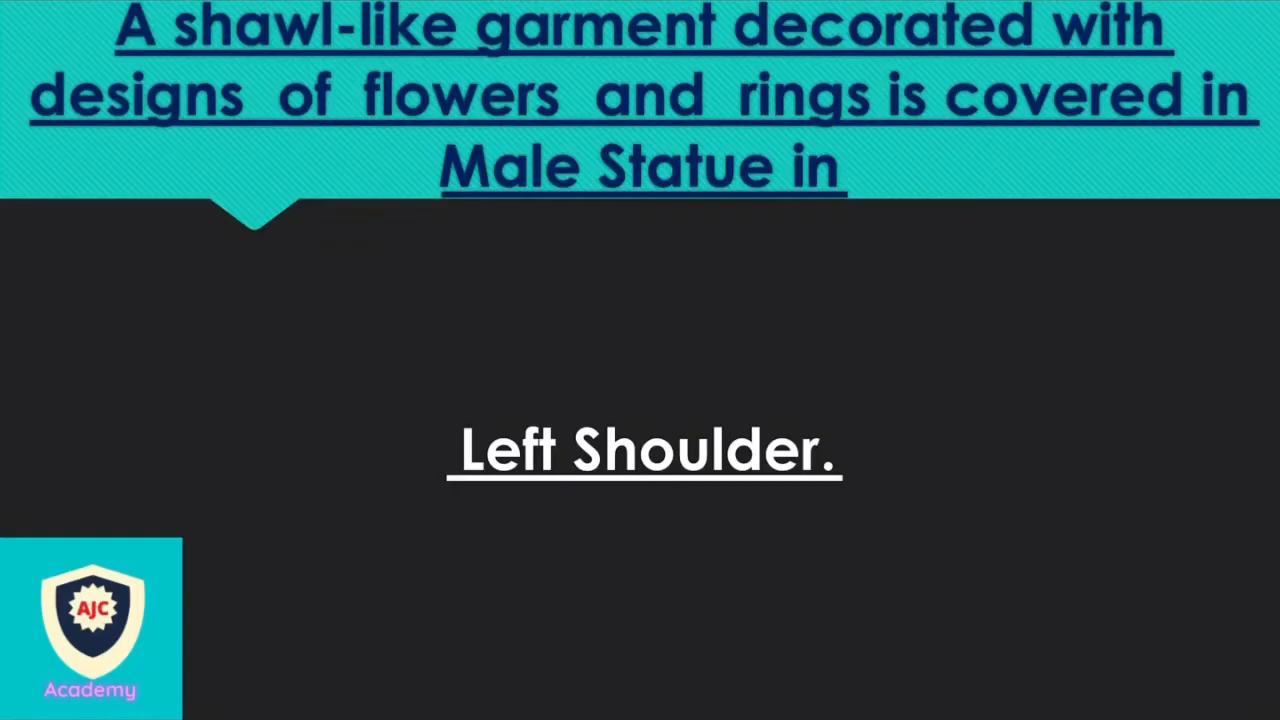 A shawl-like garment decorated with
designs of flowers and rings is covered in
Male Statue in
Left Shoulder.
AJC
Academy